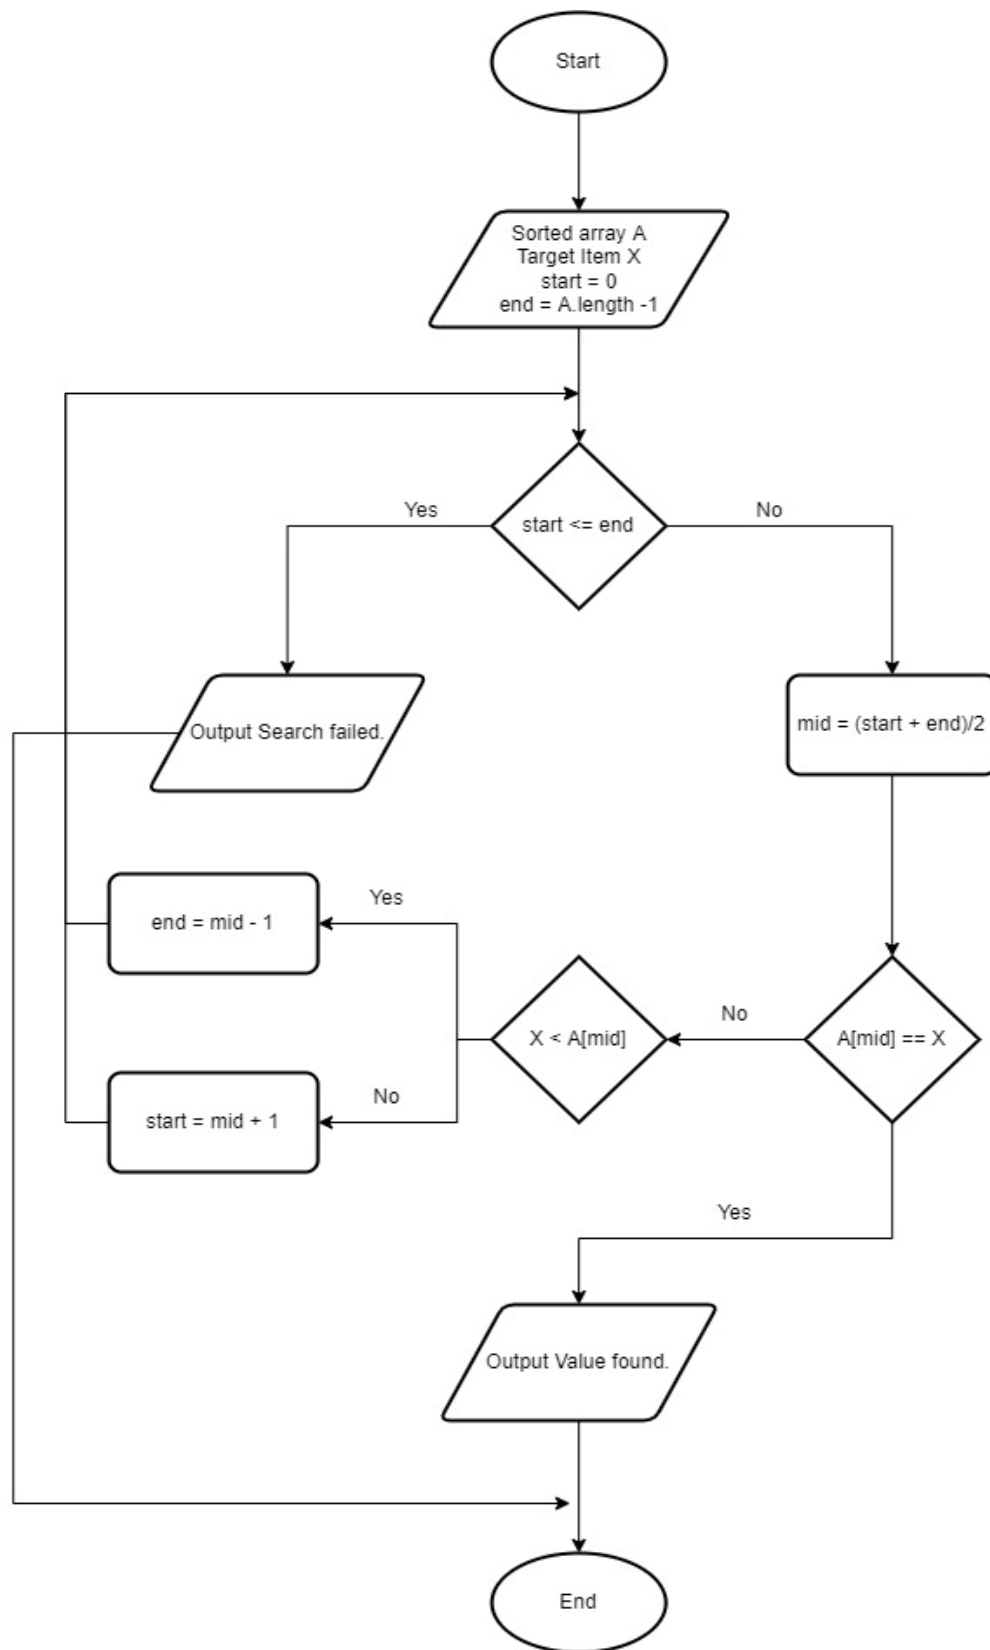 Start
Sorted array A
Target Item X
start = 0
end = A.length -1
Yes
start <= end
No
Output Search failed.
mid = (start + end)/2
end = mid - 1
Yes
X < A[mid]
No
A[mid] == X
start = mid + 1
No
Yes
Output Value found.
End